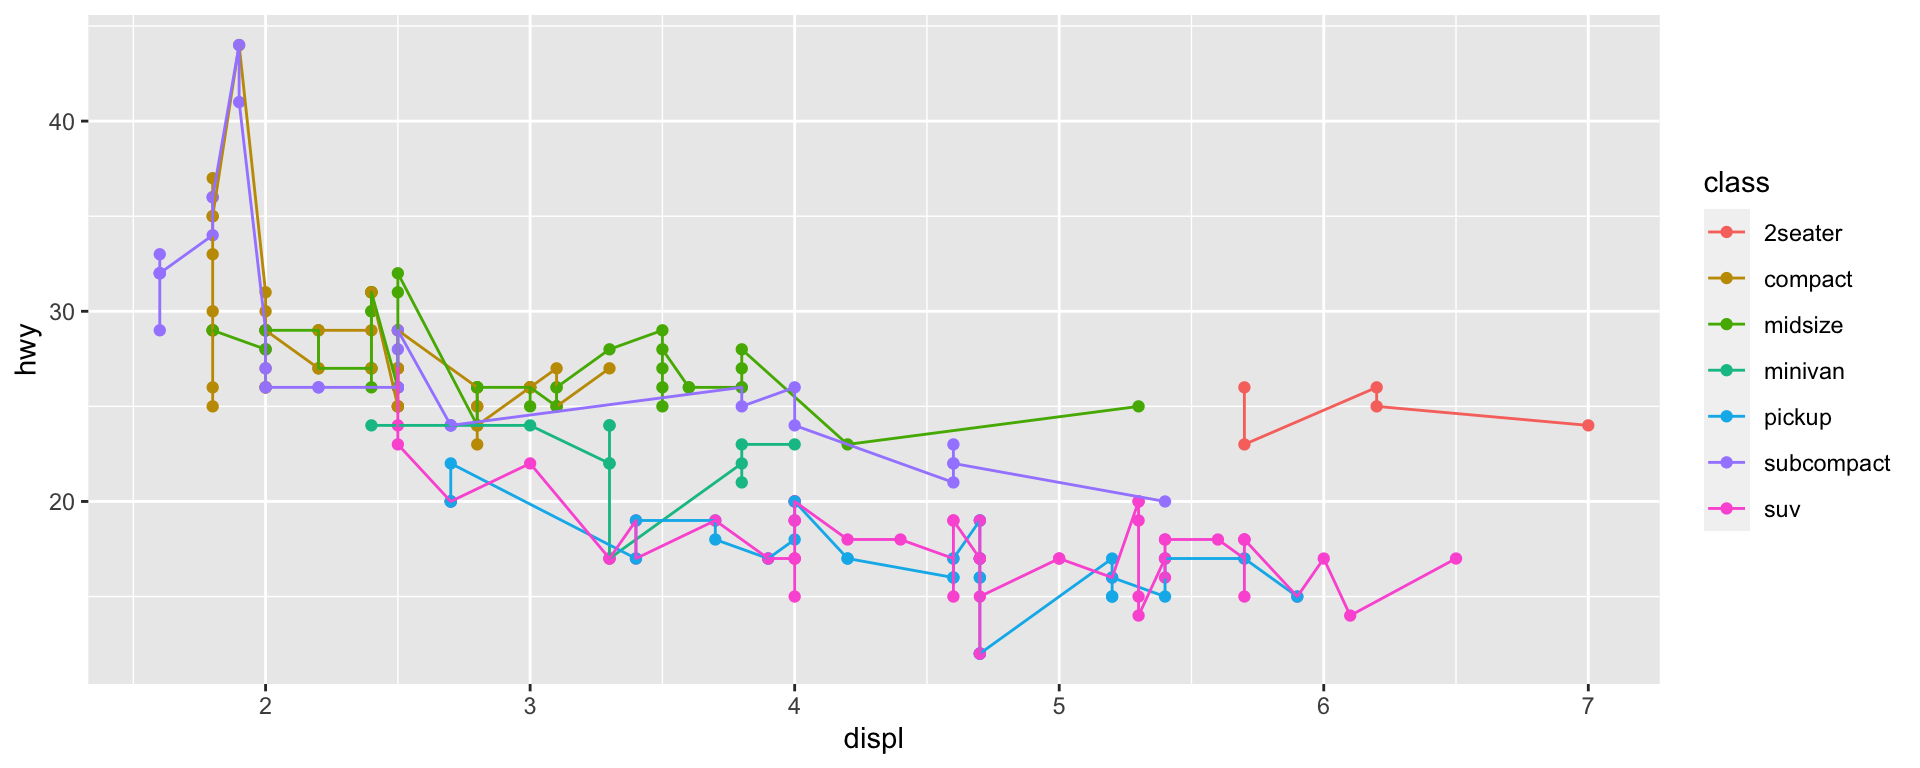 hwy
40
30
20
2
3
4
5
6
7
displ
class
2seater
compact
midsize
minivan
pickup
subcompact
suv